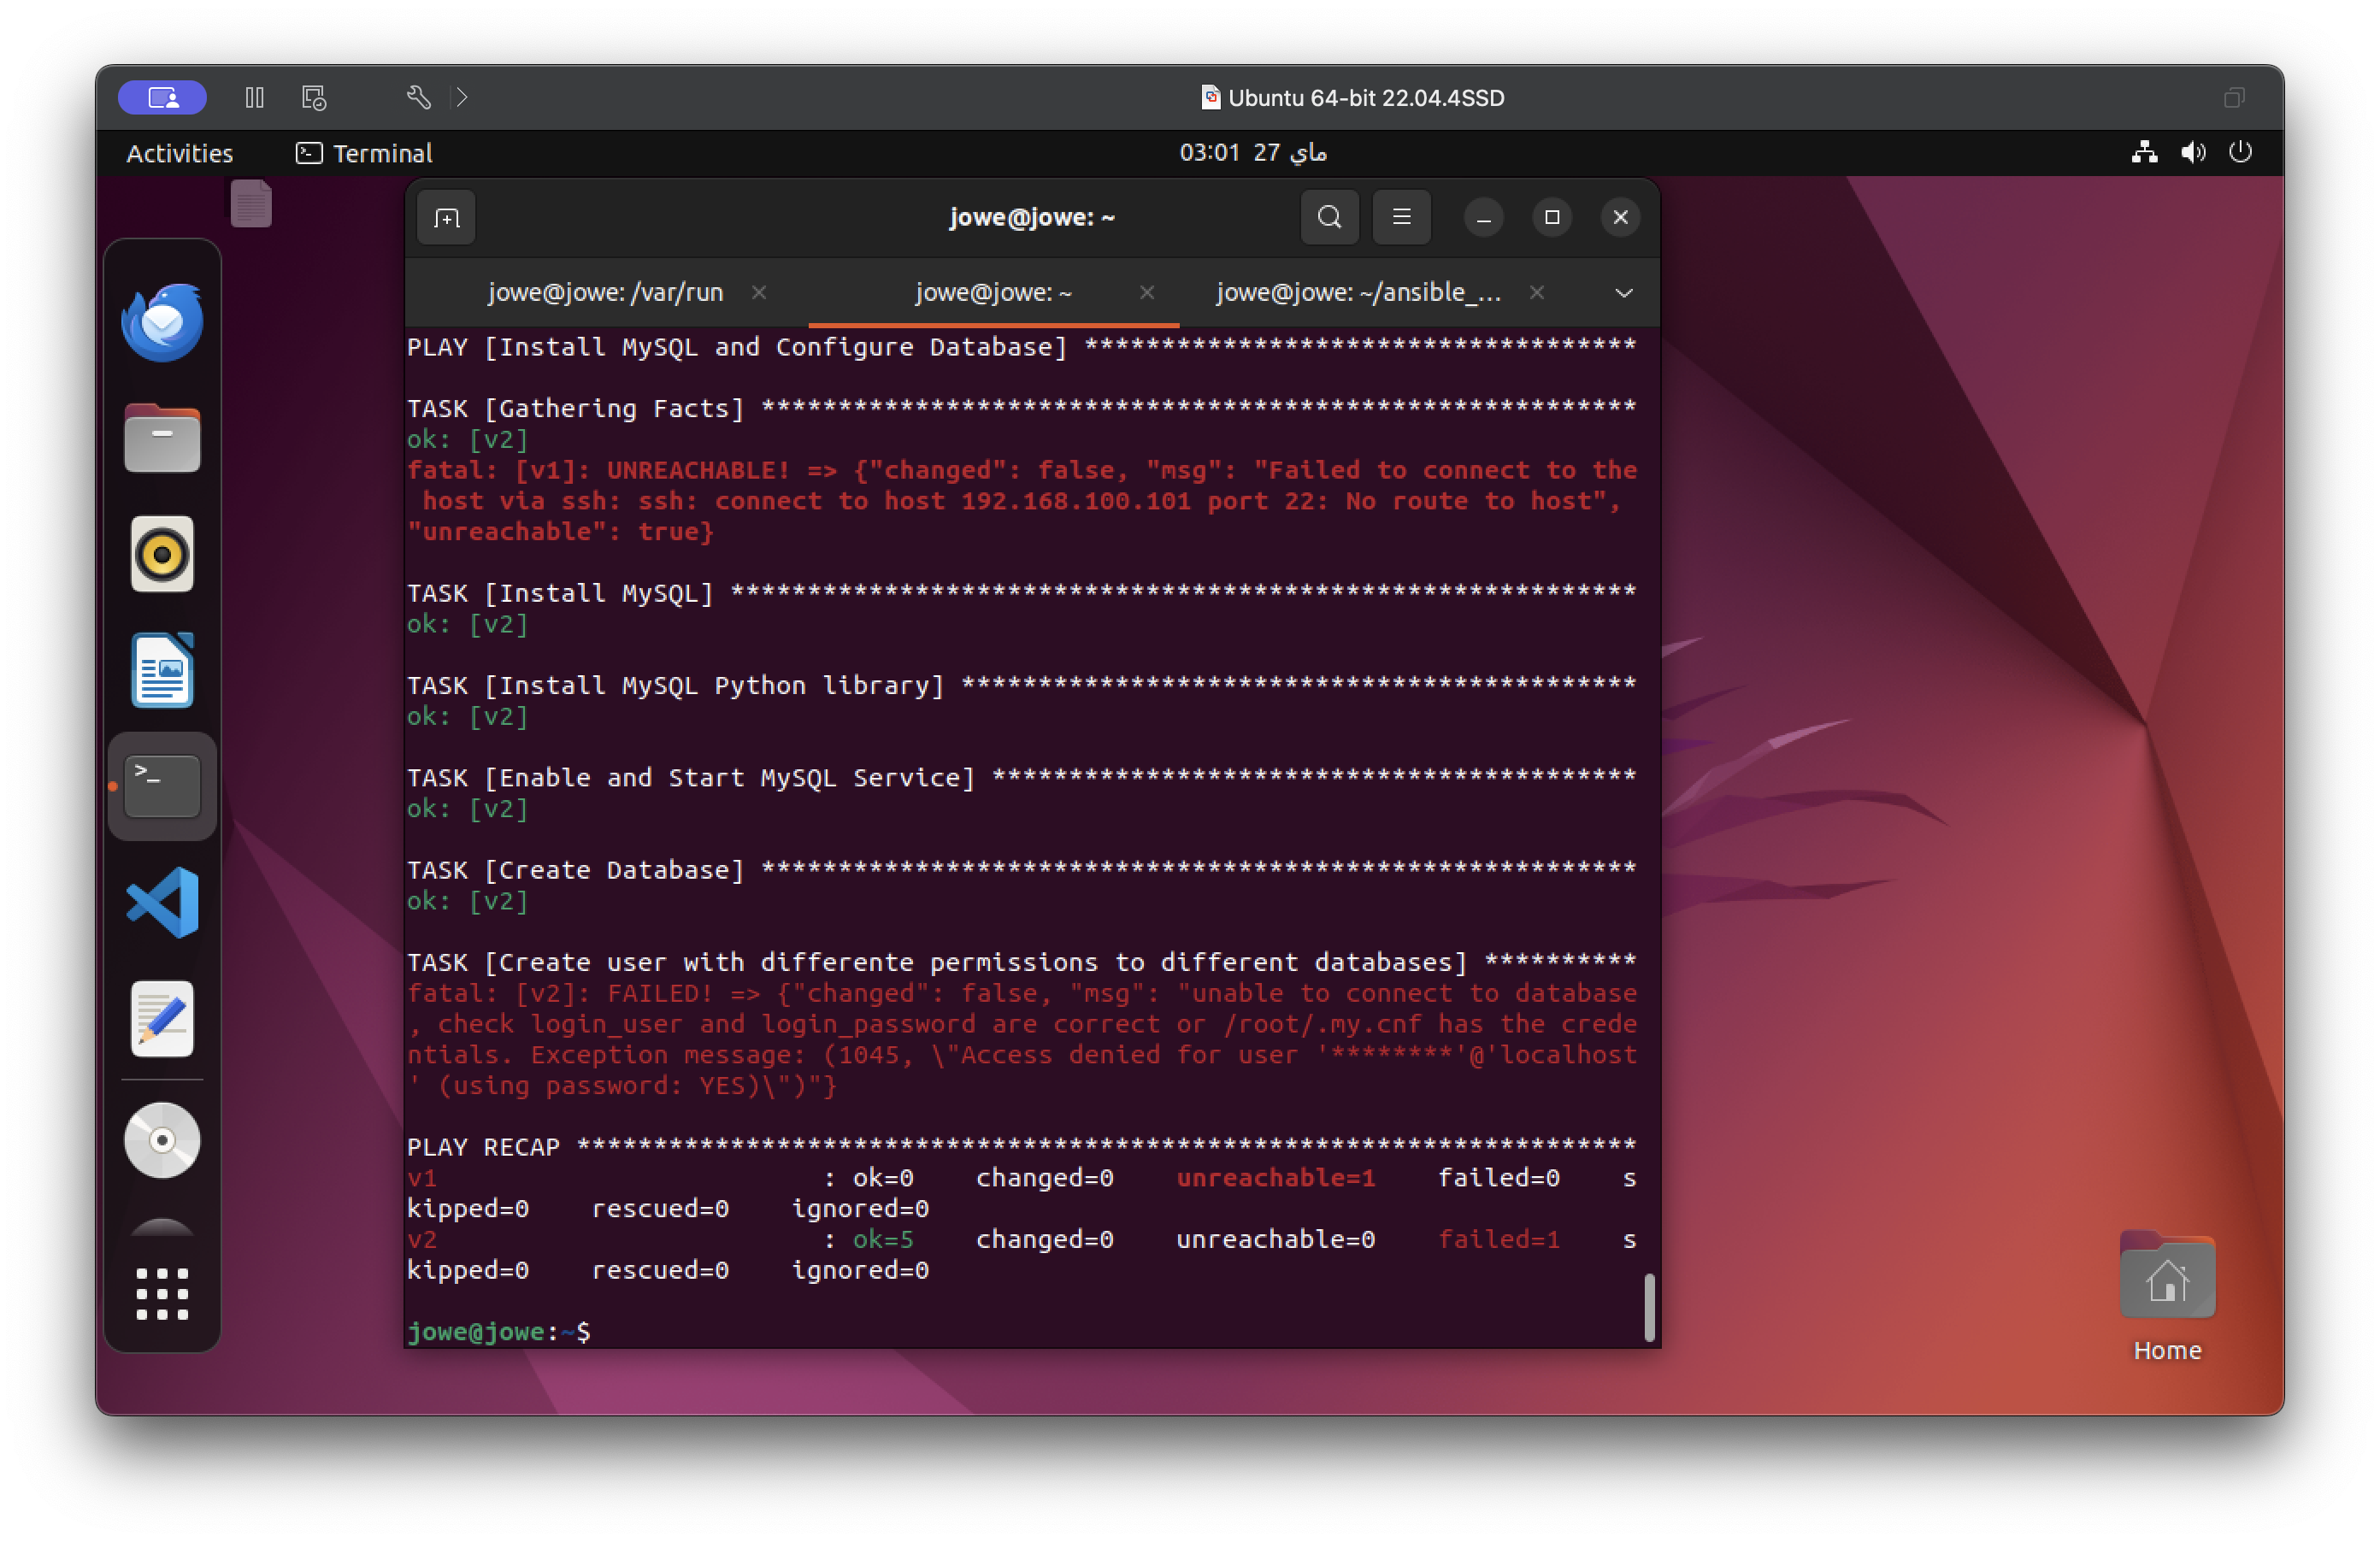 Ubuntu 64-bit 22.04.4SSD
Activities
Terminal
03:01 27 ماي
jowe@jowe: ~
jowe@jowe: /var/run
jowe@jowe: ~
jowe@jowe: ~/ansible_...
PLAY [Install MySQL and Configure Database] ************************************
TASK [Gathering Facts] *********************************************************
ok: [v2]
fatal: [v1]: UNREACHABLE! => {"changed": false, "msg": "Failed to connect to the
 host via ssh: ssh: connect to host 192.168.100.101 port 22: No route to host",
"unreachable": true}
TASK [Install MySQL] ***********************************************************
ok: [v2]
TASK [Install MySQL Python library] ********************************************
ok: [v2]
TASK [Enable and Start MySQL Service] ******************************************
ok: [v2]
TASK [Create Database] *********************************************************
ok: [v2]
TASK [Create user with differente permissions to different databases] **********
fatal: [v2]: FAILED! => {"changed": false, "msg": "unable to connect to database
, check login_user and login_password are correct or /root/.my.cnf has the crede
ntials. Exception message: (1045, \"Access denied for user '********'@'localhost
' (using password: YES)\")"}
PLAY RECAP *********************************************************************
v1 : ok=0 changed=0 unreachable=1 failed=0 s
kipped=0 rescued=0 ignored=0
v2 : ok=5 changed=0 unreachable=0 failed=1 s
kipped=0 rescued=0 ignored=0
jowe@jowe:~$
Home